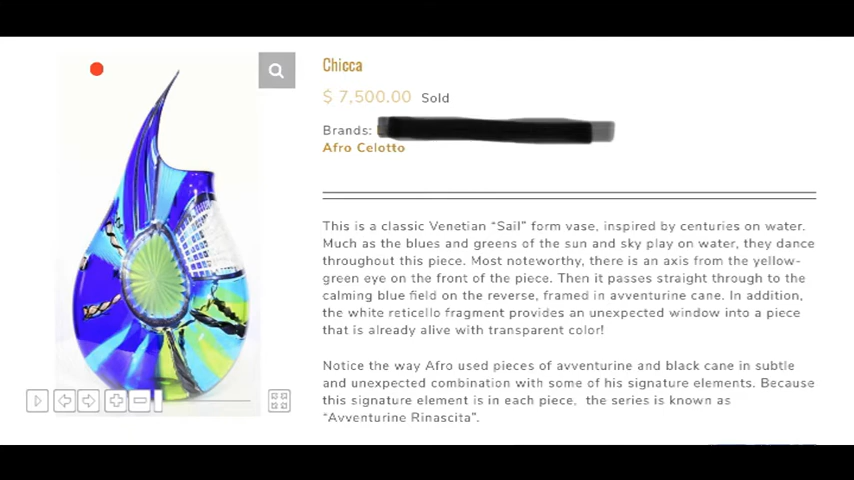 Chicca
$ 7,500.00 Sold
Brands:
Afro Celotto
This is a classic Venetian “Sail” form vase, inspired by centuries on water.
Much as the blues and greens of the sun and sky play on water, they dance
throughout this piece. Most noteworthy, there is an axis from the yellow-
green eye on the front of the piece. Then it passes straight through to the
calming blue field on the reverse, framed in avventurine cane. In addition,
the white reticello fragment provides an unexpected window into a piece
that is already alive with transparent color!
Notice the way Afro used pieces of avventurine and black cane in subtle
and unexpected combination with some of his signature elements. Because
this signature element is in each piece, the series is known as
“Avventurine Rinascita”.